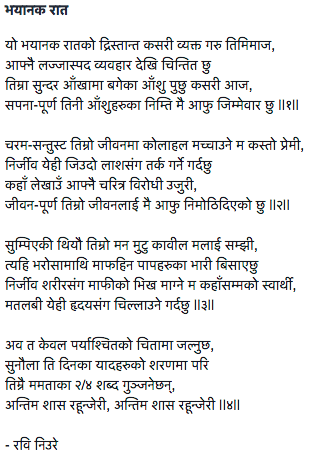 भयानक रात
यो भयानक रातको द्रिस्तान्त कसरी व्यक्त गरु तिमिमाज,
आफ्नै लज्जास्पद व्यवहार देखि चिन्तित छु
तिम्रा सुन्दर आँखामा बगेका आँशु पुछु कसरी आज,
सपना-पूर्ण तिनी आँशुहरुका निम्ति मै आफु जिम्मेवार छु ॥१॥
चरम-सन्तुस्ट तिम्रो जीवनमा कोलाहल मच्चाउने म कस्तो प्रेमी,
निर्जीव येही जिउदो लाशसंग तर्क गर्ने गर्दछु
कहाँ लेखाउँ आफ्नै चरित्र विरोधी उजुरी,
जीवन-पूर्ण तिम्रो जीवनलाई मै आफु निमोठिदिएको छु ॥२॥
सुम्पिएकी थियौ तिम्रो मन मुटु कावील मलाई सम्झी,
त्यहि भरोसामाथि माफहिन पापहरुका भारी बिसाएछु
निर्जीव शरीरसंग माफीको भिख माग्ने म कहाँसम्मको स्वार्थी,
मतलबी येही हृदयसंग चिल्लाउने गर्दछु ॥३॥
अव त केवल पर्याश्चितको चितामा जल्नुछ,
सुनौला ति दिनका यादहरुको शरणमा परि
तिम्रै ममताका २/४ शब्द गुञ्जनेछन्,
अन्तिम शास रहून्जेरी, अन्तिम शास रहून्जेरी ॥४॥
- रवि निउरे